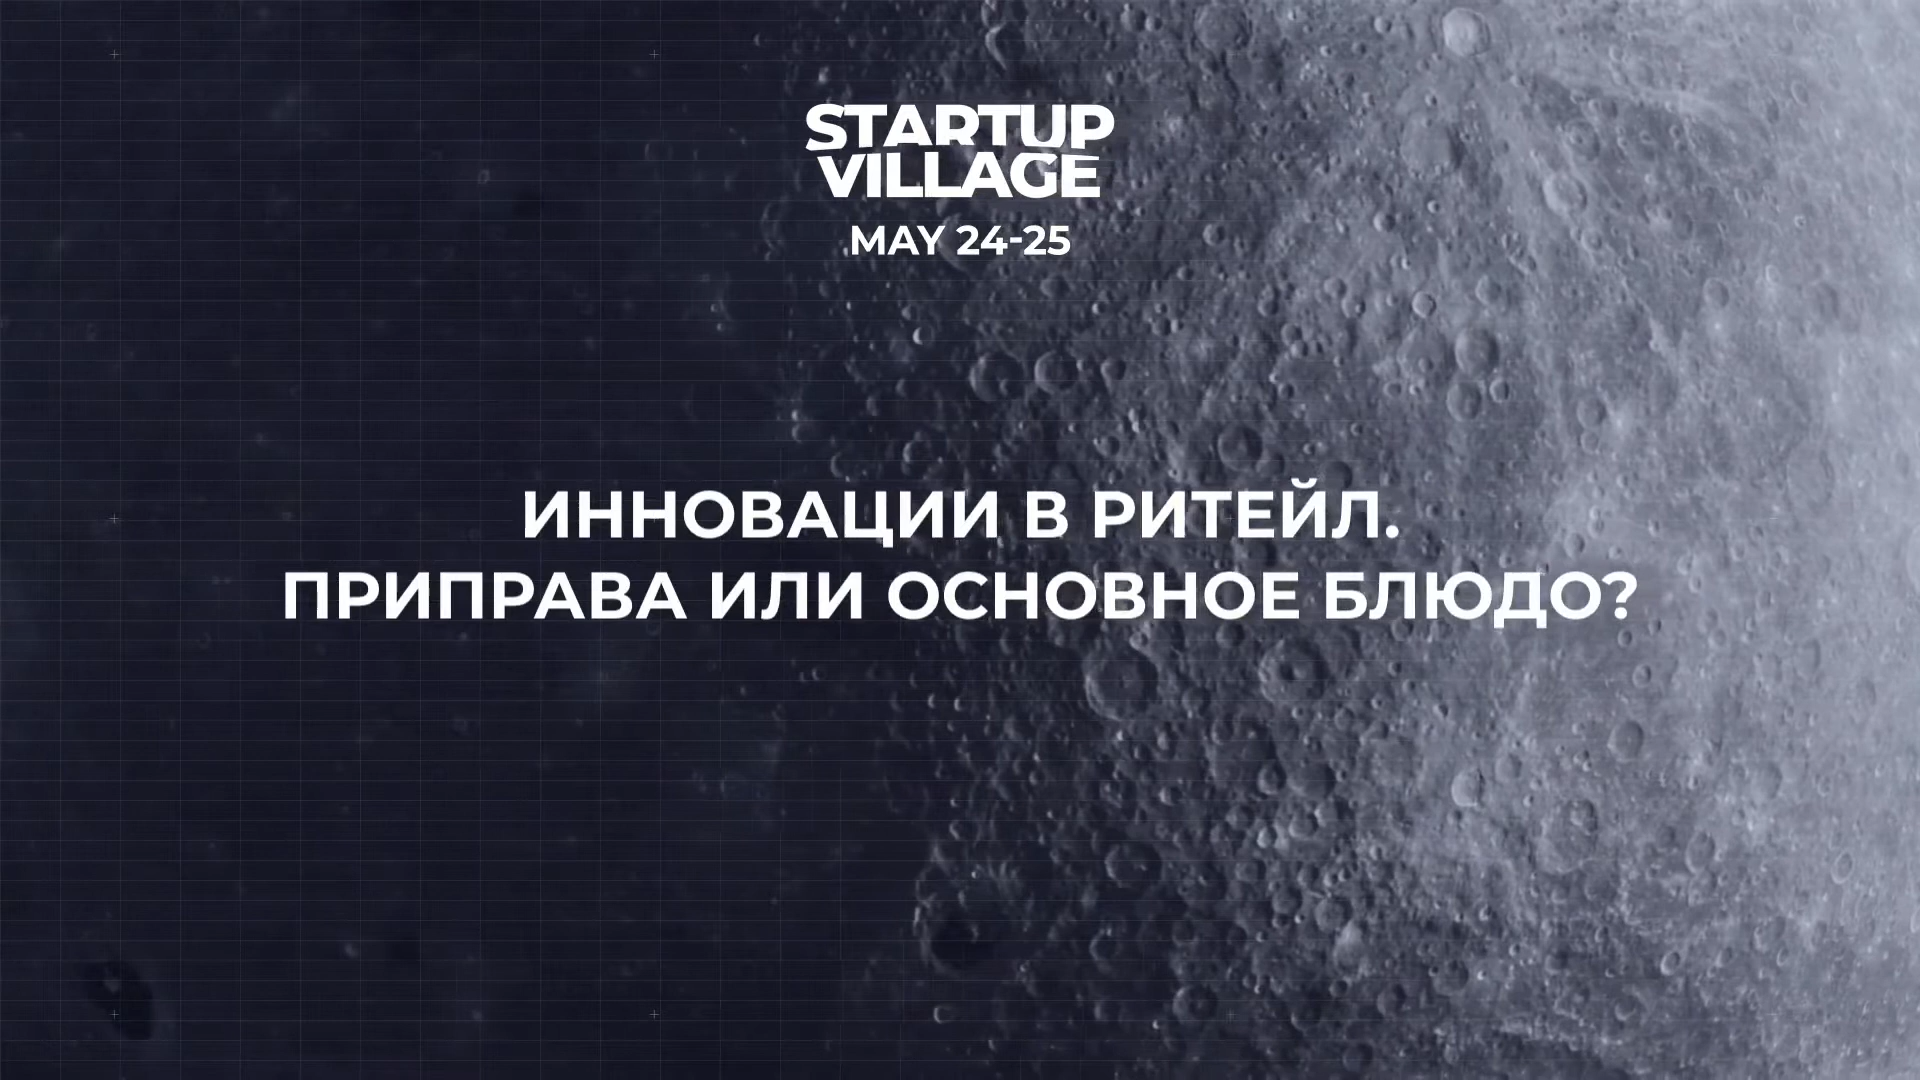 STARTUP
VILLAGE
MAY 24-25
ИННОВАЦИИ В РИТЕЙЛ.
ПРИПРАВА ИЛИ ОСНОВНОЕ БЛЮДО?